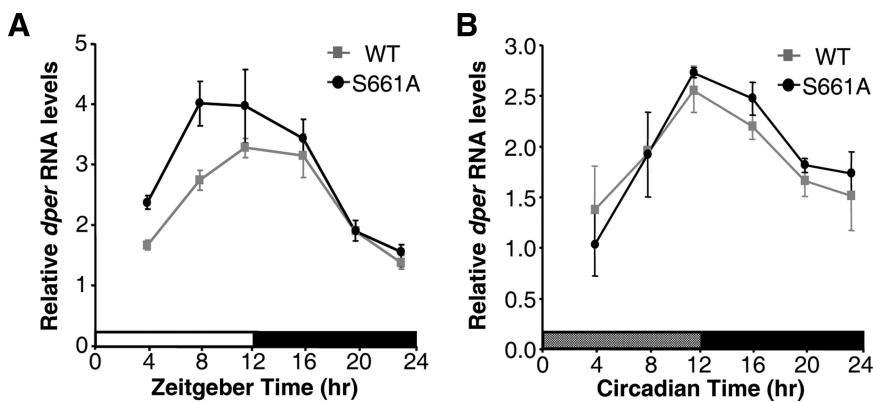 A
Relative dper RNA levels
5
4
3
2
1
0
WT
S661A
0 4 8 12 16 20 24
Zeitgeber Time (hr)
B
Relative dper RNA levels
3.0
2.5
2.0
1.5
1.0
0.5
0.0
WT
S661A
0 4 8 12 16 20 24
Circadian Time (hr)